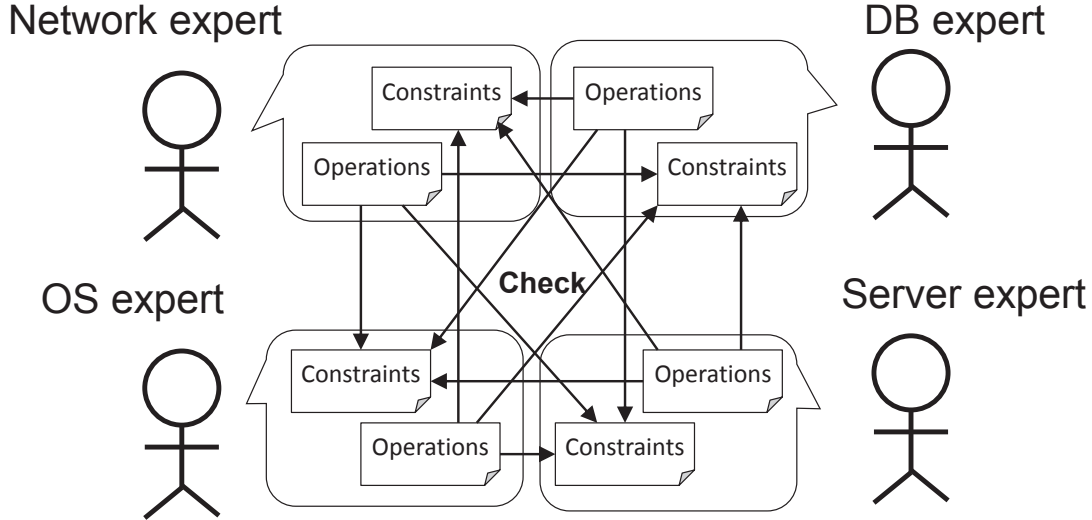 Network expert
DB expert
Constraints
Operations
Operations
Constraints
Check
OS expert
Server expert
Constraints
Operations
Operations
Constraints